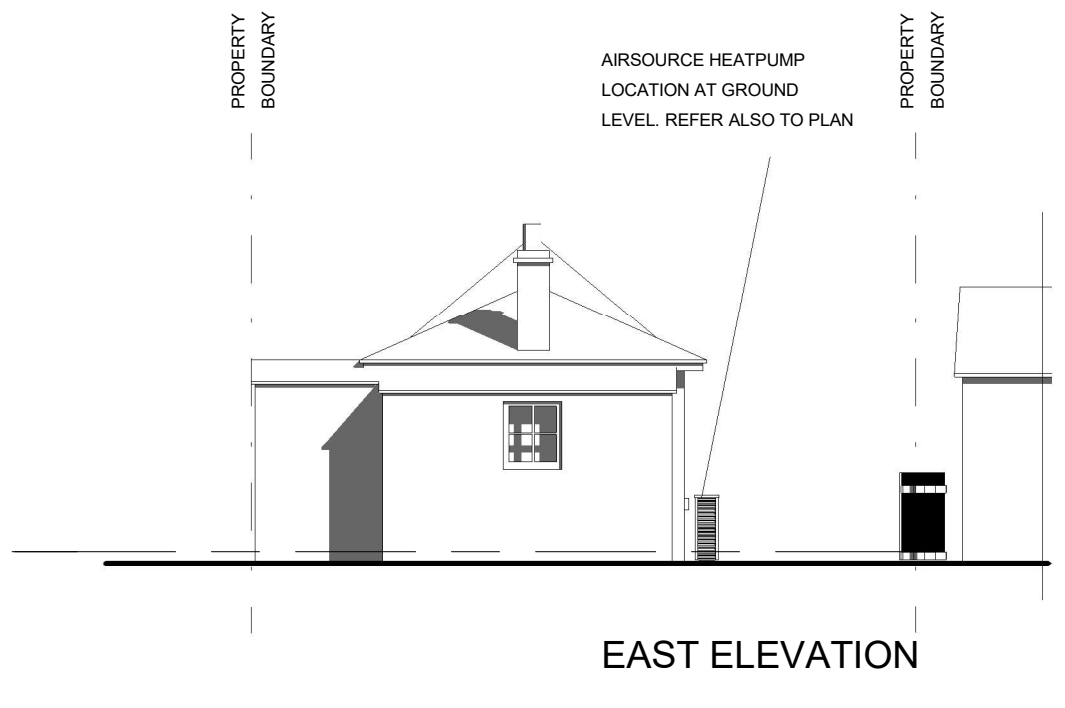 PROPERTY
BOUNDARY
AIRSOURCE HEATPUMP
LOCATION AT GROUND
LEVEL. REFER ALSO TO PLAN
PROPERTY
BOUNDARY
EAST ELEVATION